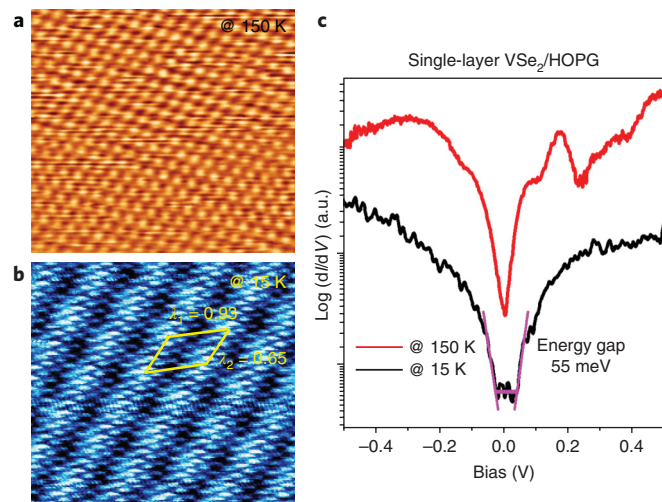 a
@ 150 K
b
@ 15 K
λ₁ = 0.93
λ₂ = 0.65
c
Single-layer VSe₂/HOPG
Log (dI/dV) (a.u.)
@ 150 K
@ 15 K
Energy gap
55 meV
−0.4 −0.2 0.0 0.2 0.4
Bias (V)